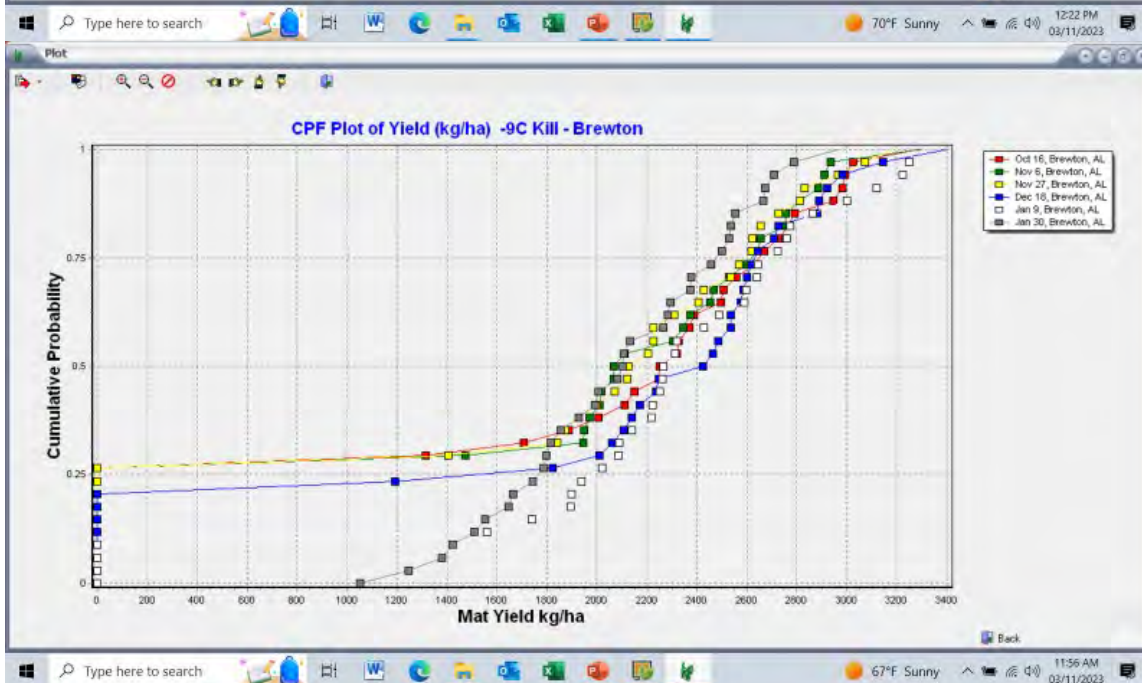 Type here to search
70°F Sunny
12:22 PM
03/11/2023
Plot
CPF Plot of Yield (kg/ha) -9C Kill - Brewton
Oct 16, Brewton, AL
Nov 6, Brewton, AL
Nov 27, Brewton, AL
Dec 18, Brewton, AL
Jan 9, Brewton, AL
Jan 30, Brewton, AL
Cumulative Probability
1
0.75
0.5
0.25
0
0 200 400 600 800 1000 1200 1400 1600 1800 2000 2200 2400 2600 2800 3000 3200 3400
Mat Yield kg/ha
Back
Type here to search
67°F Sunny
11:56 AM
03/11/2023